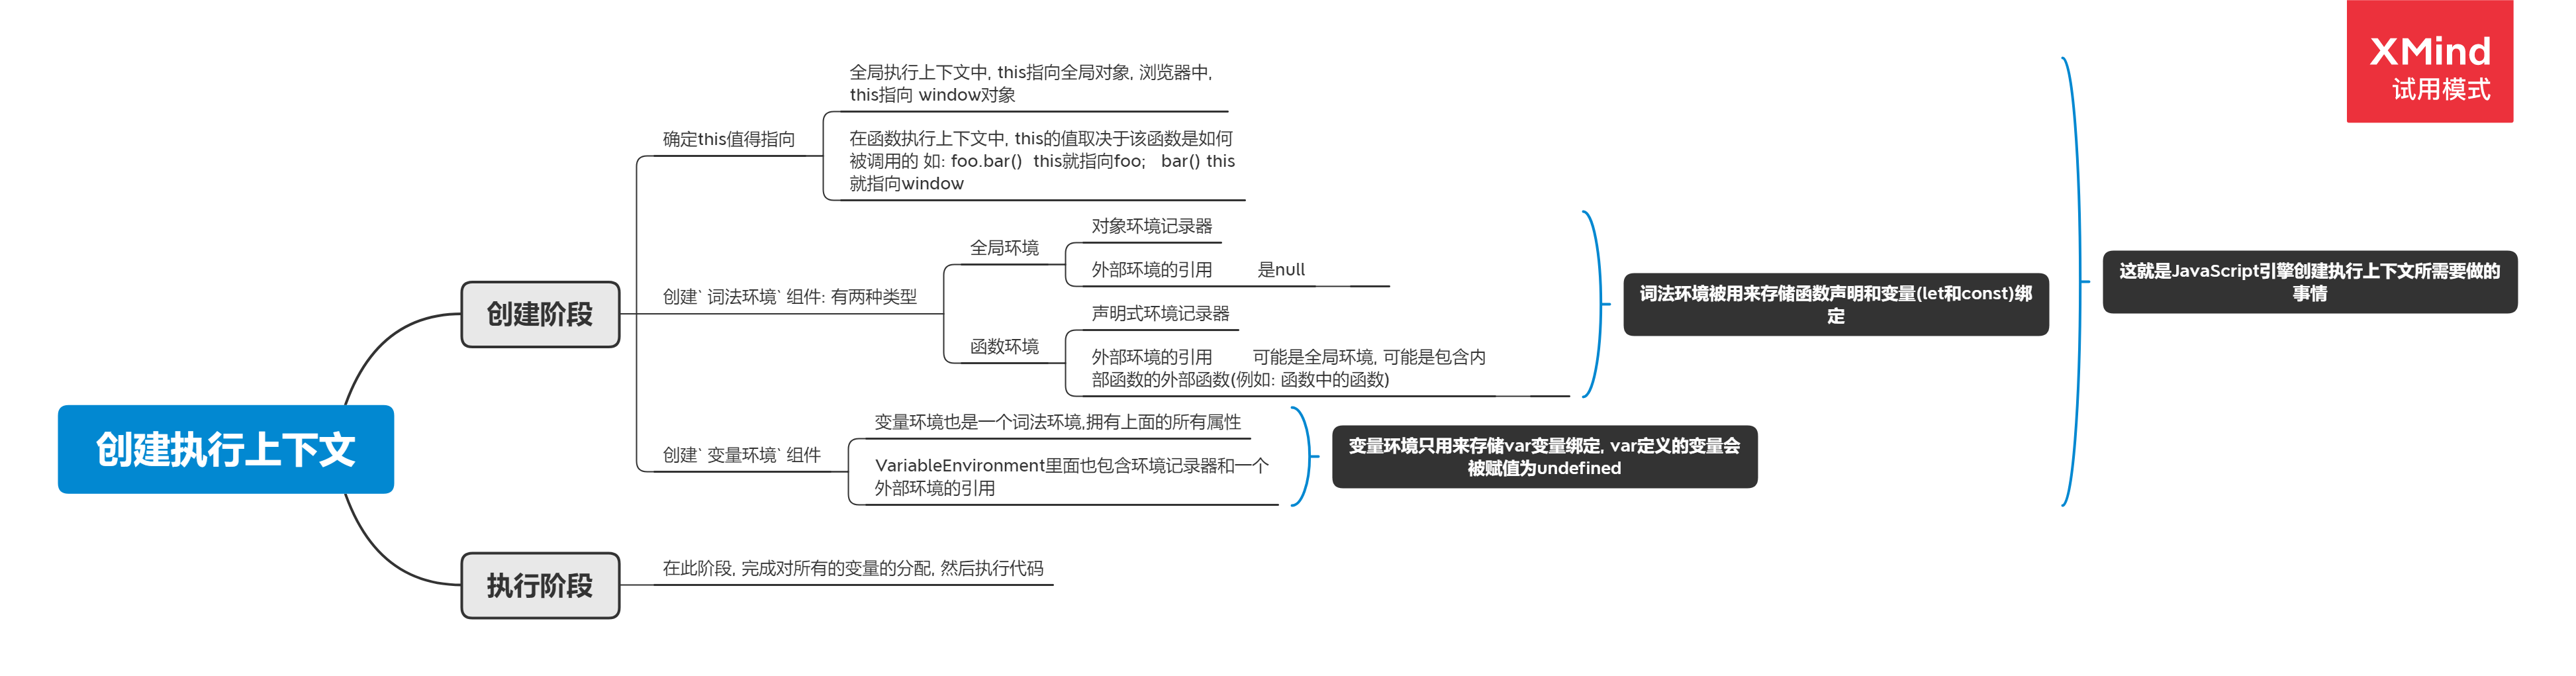 XMind
试用模式
全局执行上下文中, this指向全局对象, 浏览器中,
this指向 window对象
确定this值得指向
在函数执行上下文中, this的值取决于该函数是如何
被调用的 如: foo.bar()  this就指向foo;   bar() this
就指向window
对象环境记录器
全局环境
外部环境的引用          是null
创建` 词法环境` 组件: 有两种类型
声明式环境记录器
函数环境
外部环境的引用         可能是全局环境, 可能是包含内
部函数的外部函数(例如: 函数中的函数)
词法环境被用来存储函数声明和变量(let和const)绑
定
这就是JavaScript引擎创建执行上下文所需要做的
事情
创建阶段
变量环境也是一个词法环境,拥有上面的所有属性
创建` 变量环境` 组件
VariableEnvironment里面也包含环境记录器和一个
外部环境的引用
变量环境只用来存储var变量绑定, var定义的变量会
被赋值为undefined
创建执行上下文
执行阶段
在此阶段, 完成对所有的变量的分配, 然后执行代码